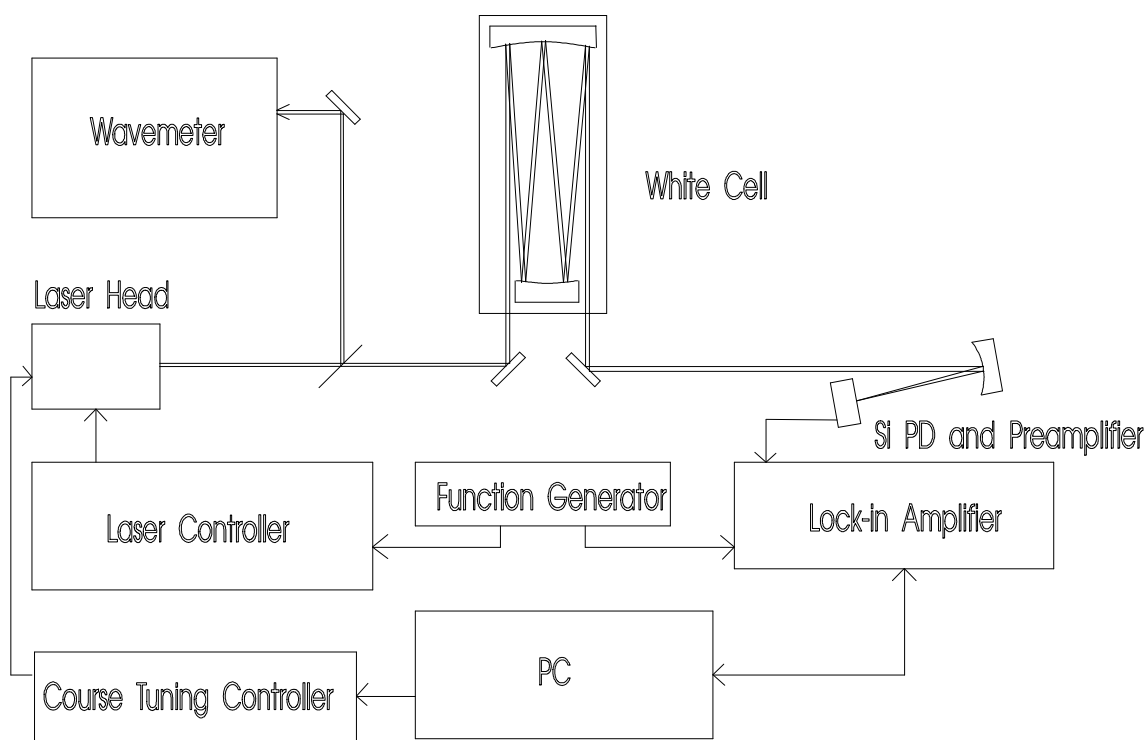 Wavemeter
White Cell
Laser Head
Si PD and Preamplifier
Function Generator
Laser Controller
Lock-in Amplifier
PC
Course Tuning Controller